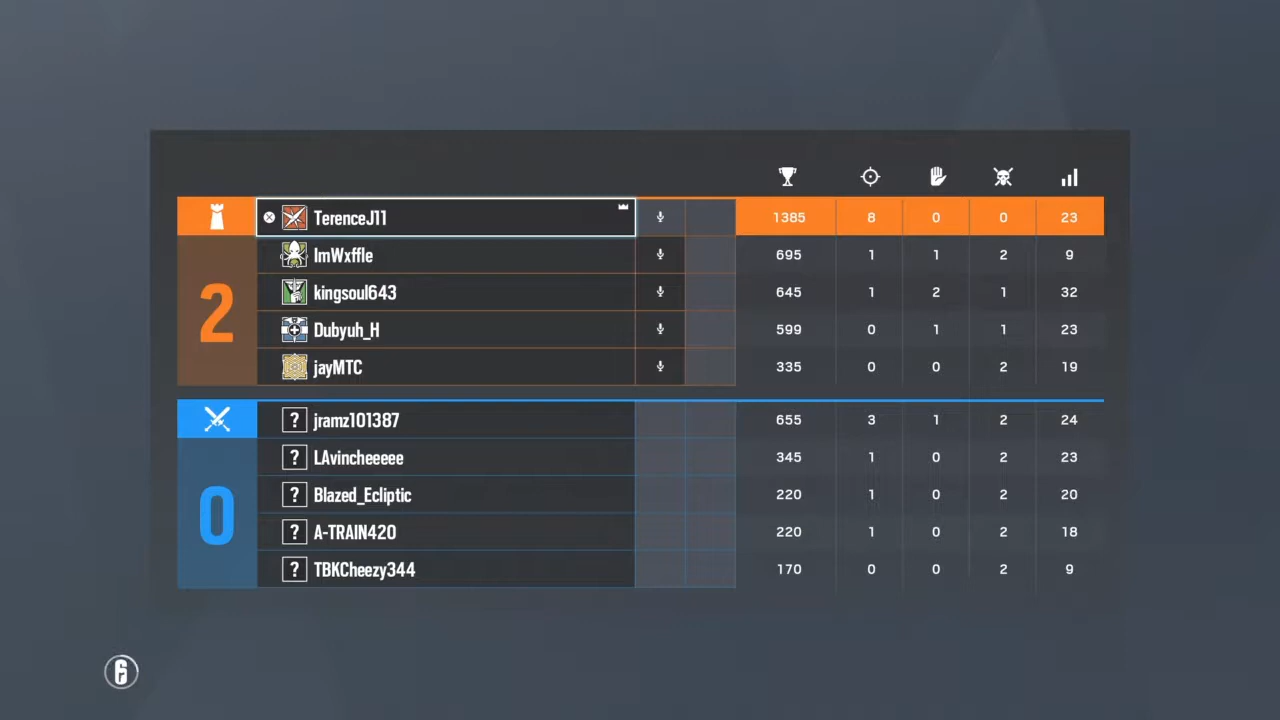 TerenceJ11 1385 8 0 0 23
ImWxffle 695 1 1 2 9
2 kingsoul643 645 1 2 1 32
Dubyuh_H 599 0 1 1 23
jayMTC 335 0 0 2 19
? jramz101387 655 3 1 2 24
? LAvincheeeee 345 1 0 2 23
0 ? Blazed_Ecliptic 220 1 0 2 20
? A-TRAIN420 220 1 0 2 18
? TBKCheezy344 170 0 0 2 9
6